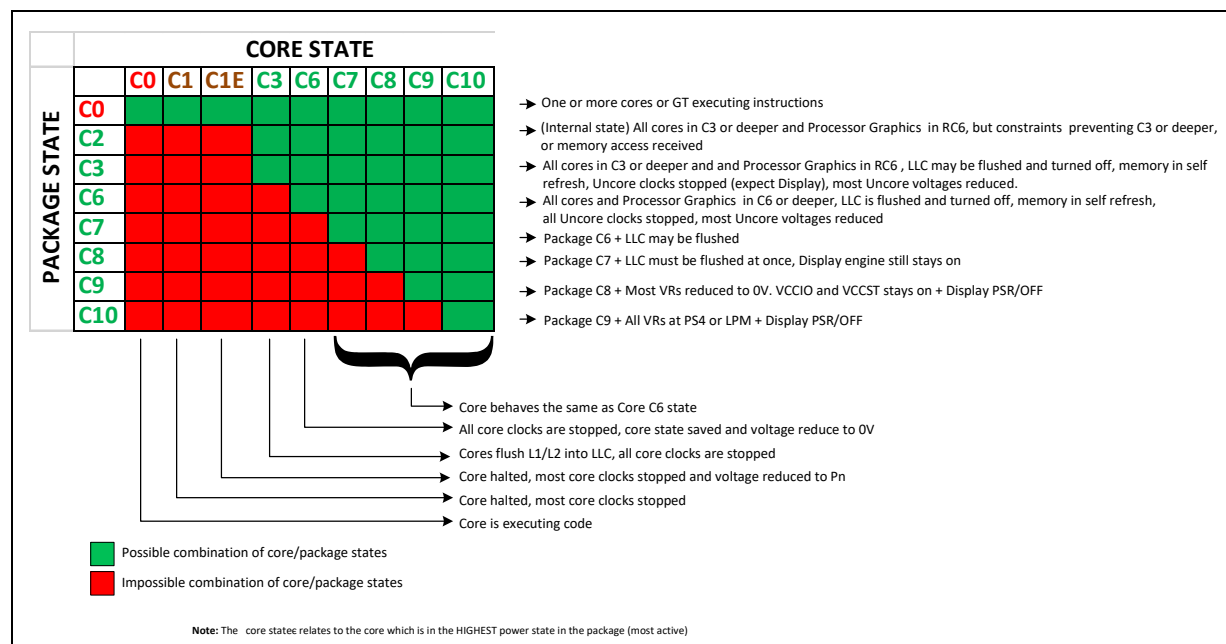 CORE STATE
PACKAGE STATE
C0 C1 C1E C3 C6 C7 C8 C9 C10
C0
C2
C3
C6
C7
C8
C9
C10
One or more cores or GT executing instructions
(Internal state) All cores in C3 or deeper and Processor Graphics in RC6, but constraints preventing C3 or deeper,
or memory access received
All cores in C3 or deeper and and Processor Graphics in RC6 , LLC may be flushed and turned off, memory in self
refresh, Uncore clocks stopped (expect Display), most Uncore voltages reduced.
All cores and Processor Graphics in C6 or deeper, LLC is flushed and turned off, memory in self refresh,
all Uncore clocks stopped, most Uncore voltages reduced
Package C6 + LLC may be flushed
Package C7 + LLC must be flushed at once, Display engine still stays on
Package C8 + Most VRs reduced to 0V. VCCIO and VCCST stays on + Display PSR/OFF
Package C9 + All VRs at PS4 or LPM + Display PSR/OFF
Core behaves the same as Core C6 state
All core clocks are stopped, core state saved and voltage reduce to 0V
Cores flush L1/L2 into LLC, all core clocks are stopped
Core halted, most core clocks stopped and voltage reduced to Pn
Core halted, most core clocks stopped
Core is executing code
Possible combination of core/package states
Impossible combination of core/package states
Note: The core statеє relates to the core which is in the HIGHEST power state in the package (most active)